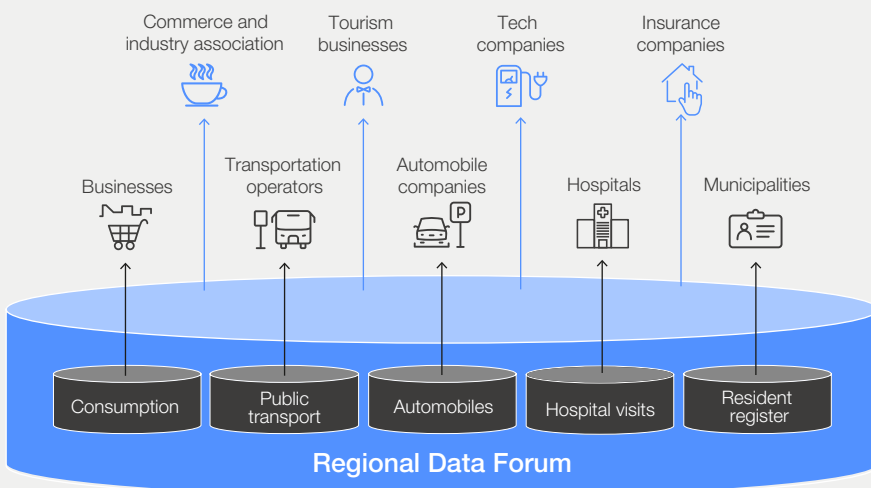 Commerce and
industry association
Tourism
businesses
Tech
companies
Insurance
companies
Businesses
Transportation
operators
Automobile
companies
P
Hospitals
Municipalities
Consumption
Public
transport
Automobiles
Hospital visits
Resident
register
Regional Data Forum